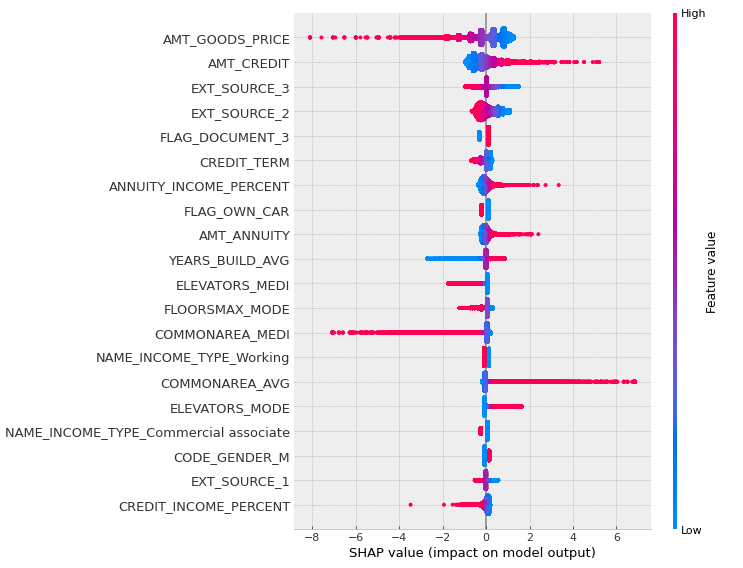 High
AMT_GOODS_PRICE
AMT_CREDIT
EXT_SOURCE_3
EXT_SOURCE_2
FLAG_DOCUMENT_3
CREDIT_TERM
ANNUITY_INCOME_PERCENT
FLAG_OWN_CAR
AMT_ANNUITY
YEARS_BUILD_AVG
ELEVATORS_MEDI
FLOORSMAX_MODE
COMMONAREA_MEDI
NAME_INCOME_TYPE_Working
COMMONAREA_AVG
ELEVATORS_MODE
NAME_INCOME_TYPE_Commercial associate
CODE_GENDER_M
EXT_SOURCE_1
CREDIT_INCOME_PERCENT
Feature value
Low
−8 −6 −4 −2 0 2 4 6
SHAP value (impact on model output)